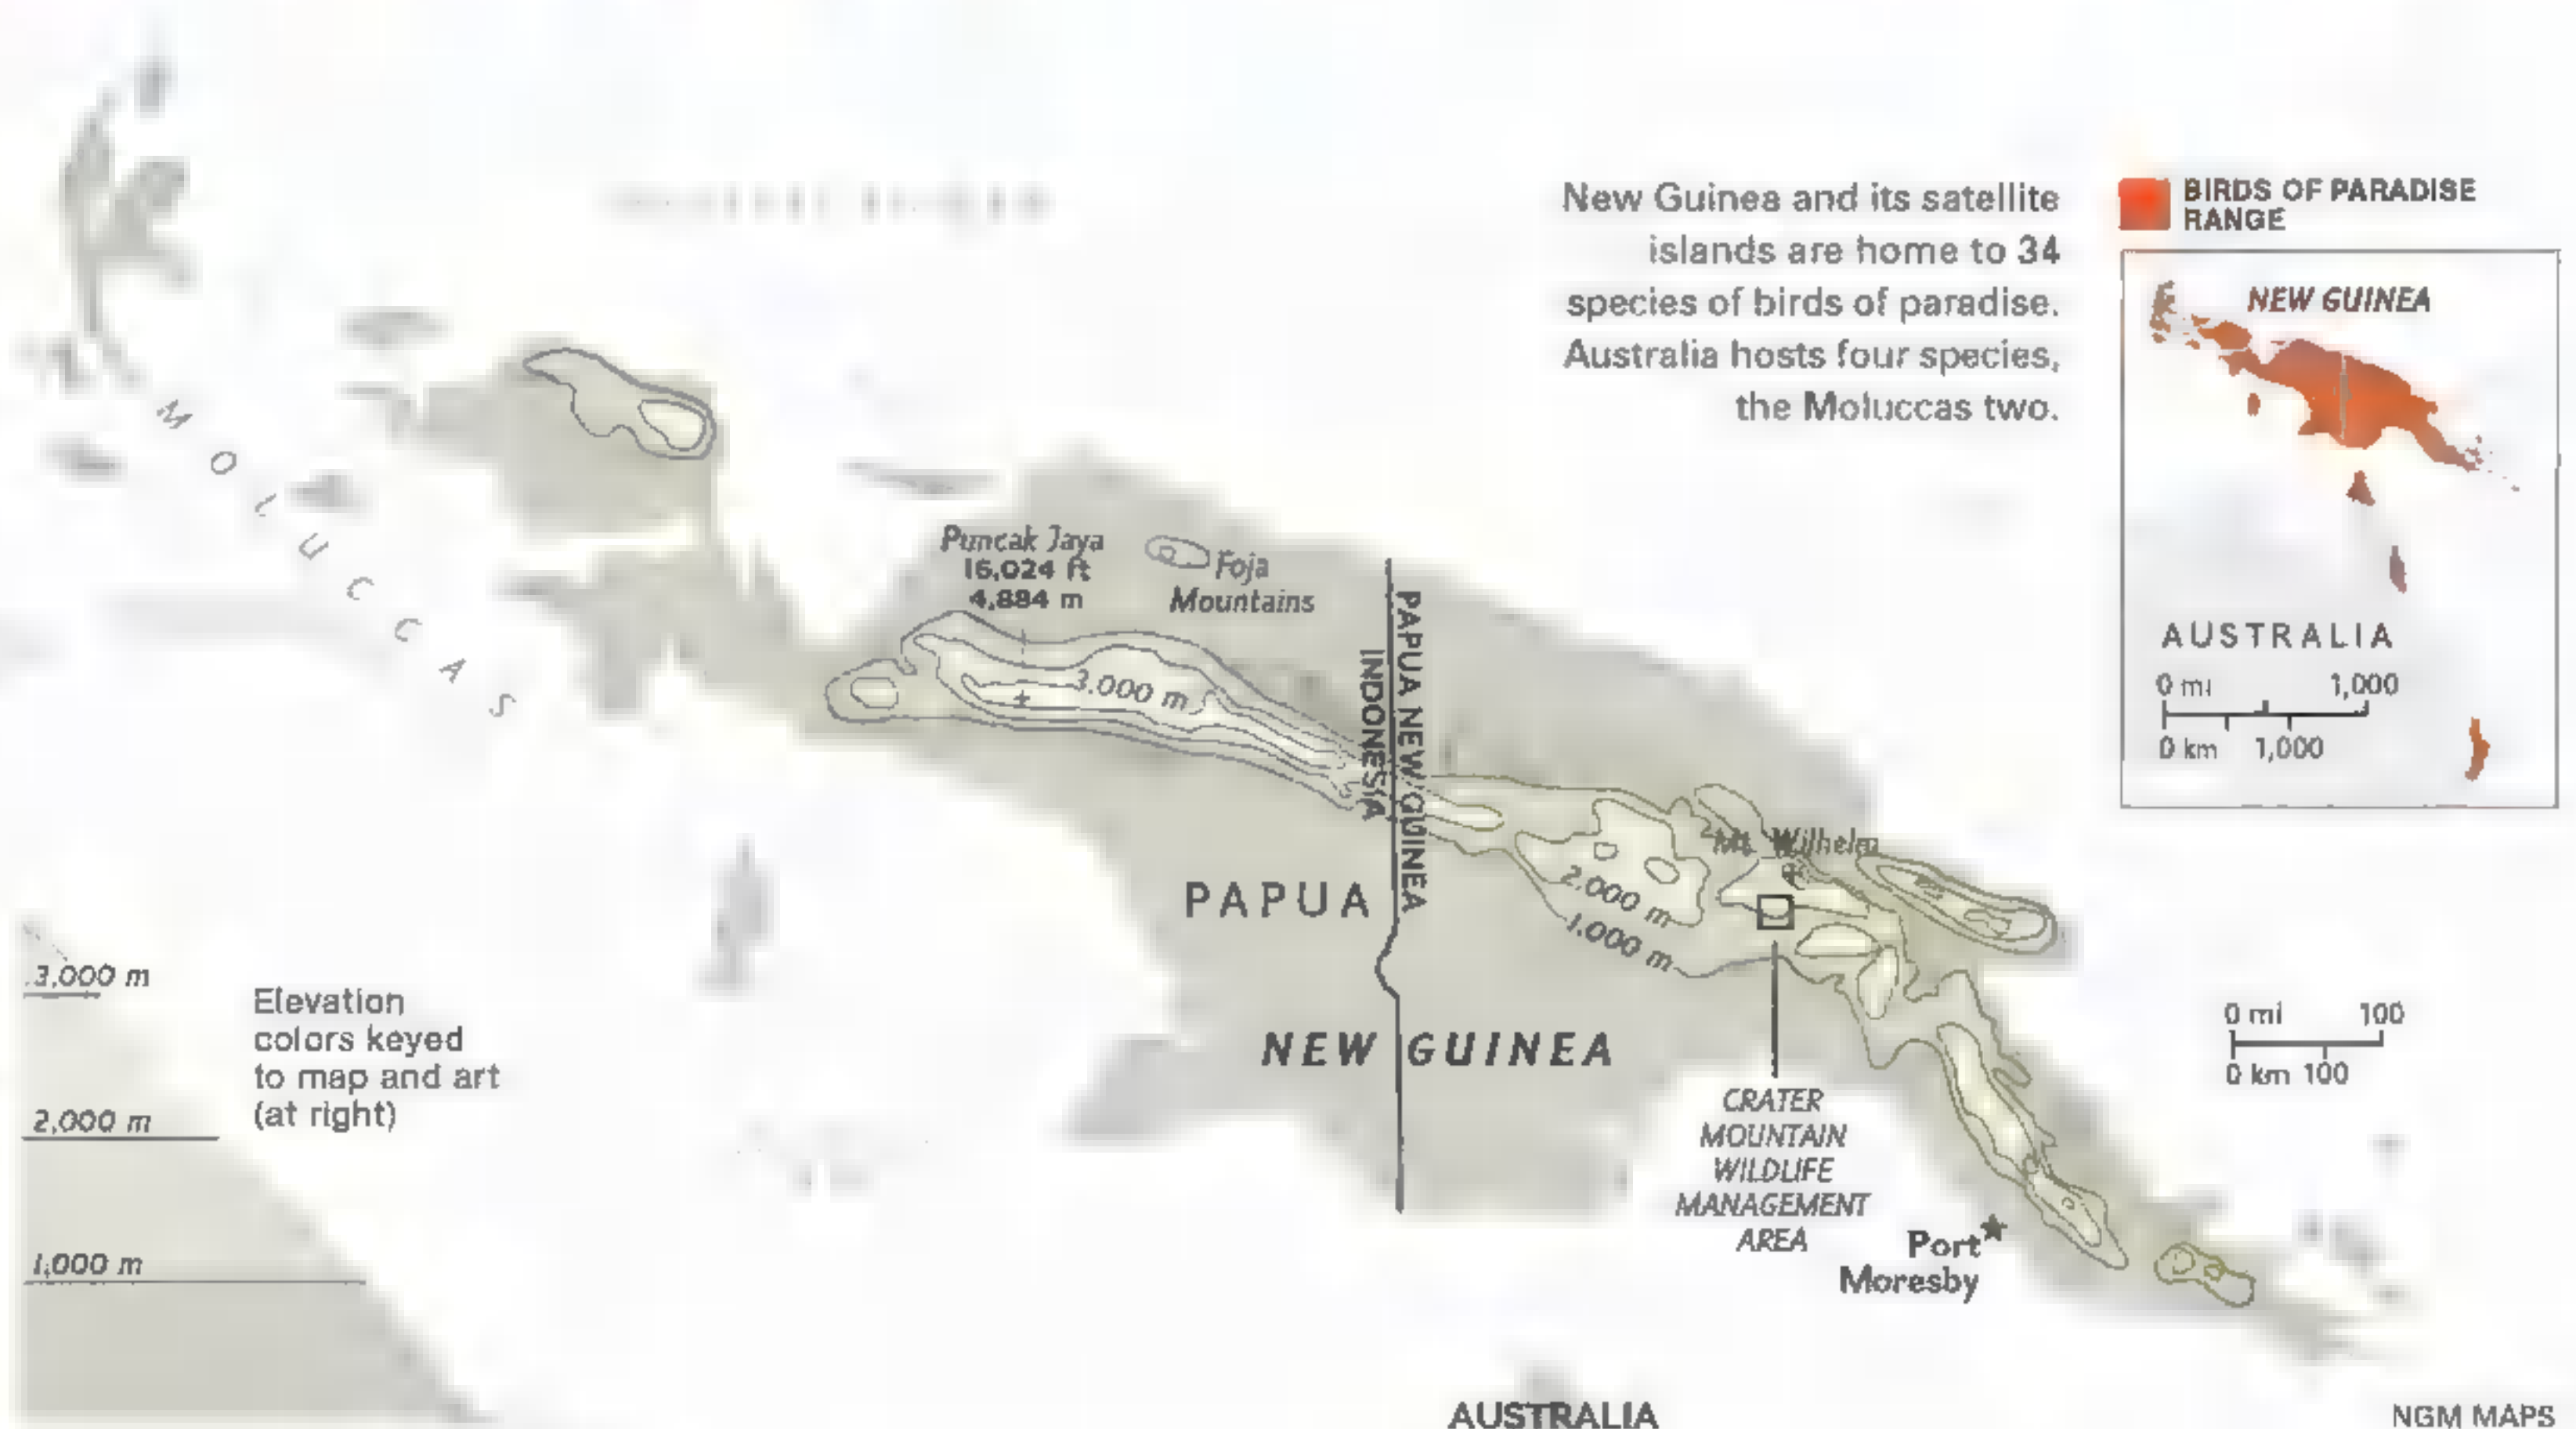 New Guinea and its satellite
islands are home to 34
species of birds of paradise.
Australia hosts four species,
the Moluccas two.
BIRDS OF PARADISE
RANGE
NEW GUINEA
AUSTRALIA
0 mi 1,000
0 km 1,000
MOLUCCAS
Puncak Jaya
16,024 ft
4,884 m
Foja
Mountains
3,000 m
INDONESIA
PAPUA NEW GUINEA
Mt. Wilhelm
2,000 m
1,000 m
PAPUA
NEW GUINEA
CRATER
MOUNTAIN
WILDLIFE
MANAGEMENT
AREA
Port
Moresby
0 mi 100
0 km 100
3,000 m
2,000 m
1,000 m
Elevation
colors keyed
to map and art
(at right)
AUSTRALIA
NGM MAPS